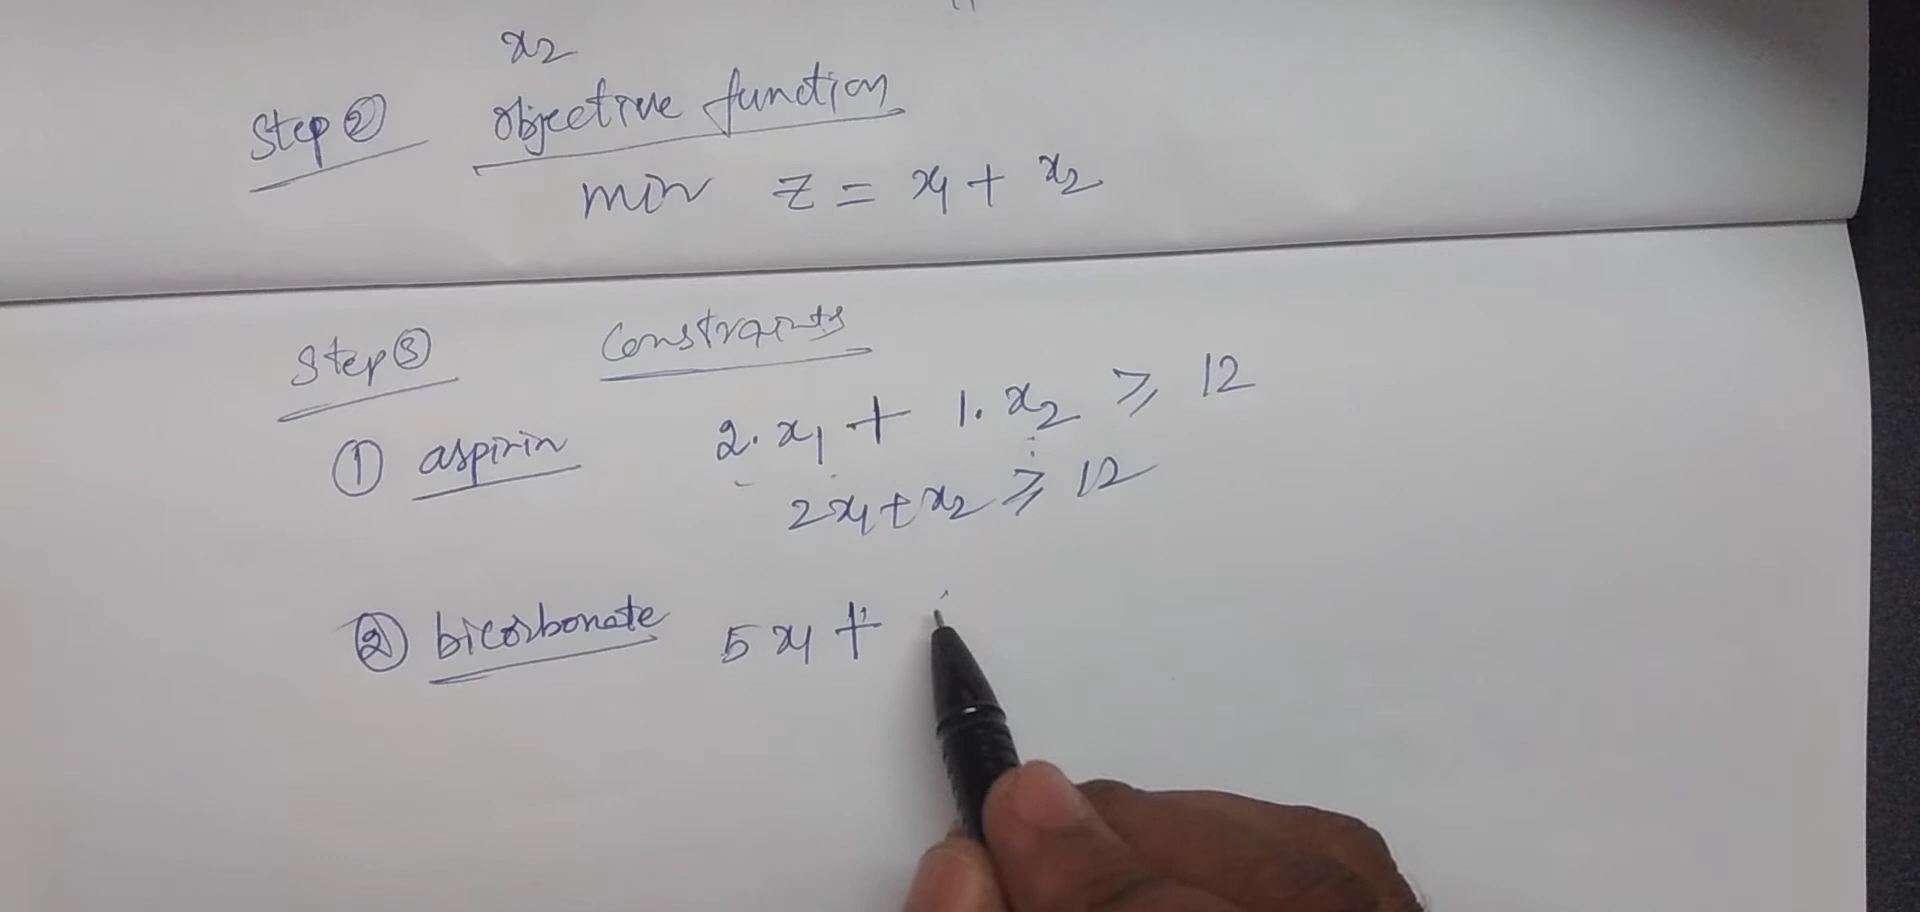 x2
Step ② objective function
min Z = x1 + x2
Step ③ Constraints
① aspirin 2. x1 + 1. x2 ≥ 12
2x1 + x2 ≥ 12
② bicorbonate 5x1 +